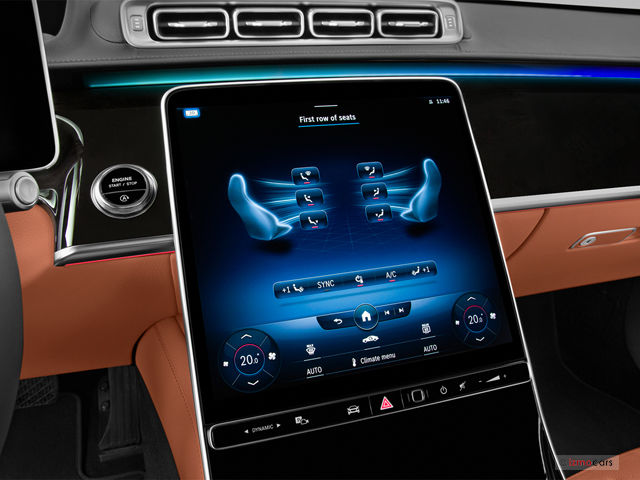 11:46
First row of seats
ENGINE
START / STOP
A
+1 SYNC A/C +1
20.0 20.0
AUTO Climate menu AUTO
DYNAMIC
- +